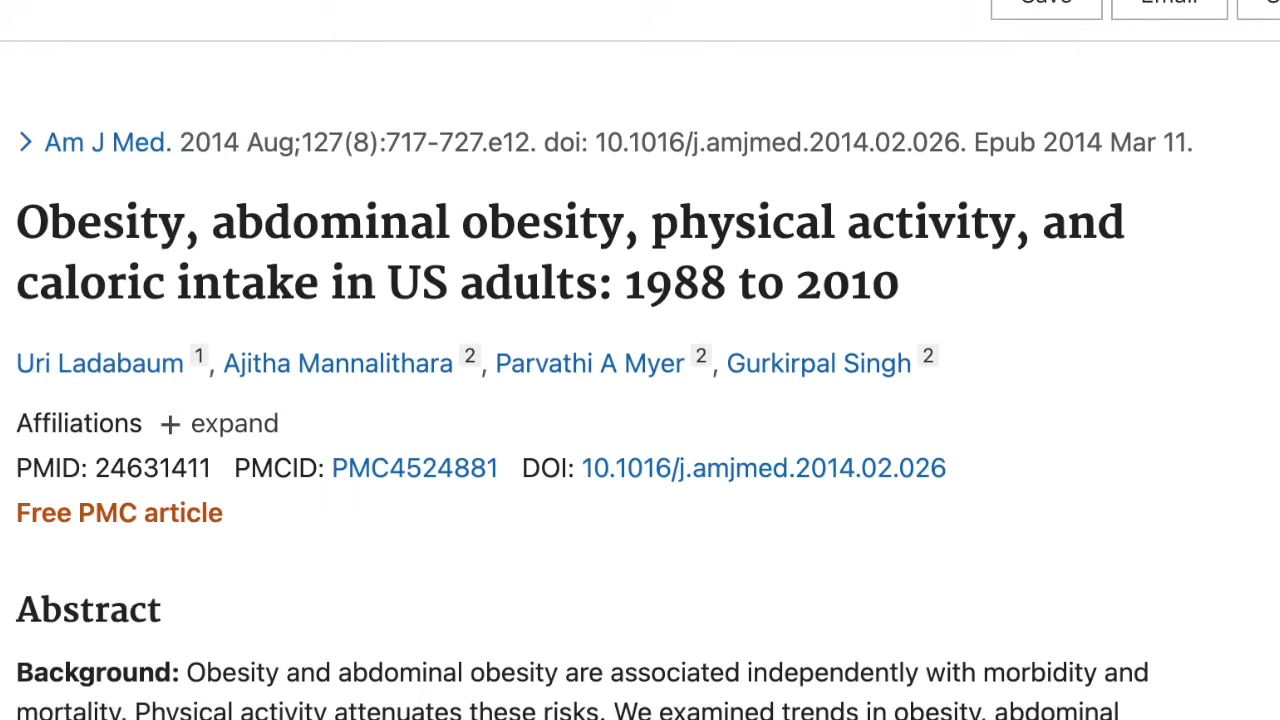 Save Email
> Am J Med. 2014 Aug;127(8):717-727.e12. doi: 10.1016/j.amjmed.2014.02.026. Epub 2014 Mar 11.
Obesity, abdominal obesity, physical activity, and
caloric intake in US adults: 1988 to 2010
Uri Ladabaum 1, Ajitha Mannalithara 2, Parvathi A Myer 2, Gurkirpal Singh 2
Affiliations + expand
PMID: 24631411 PMCID: PMC4524881 DOI: 10.1016/j.amjmed.2014.02.026
Free PMC article
Abstract
Background: Obesity and abdominal obesity are associated independently with morbidity and
mortality. Physical activity attenuates these risks. We examined trends in obesity, abdominal